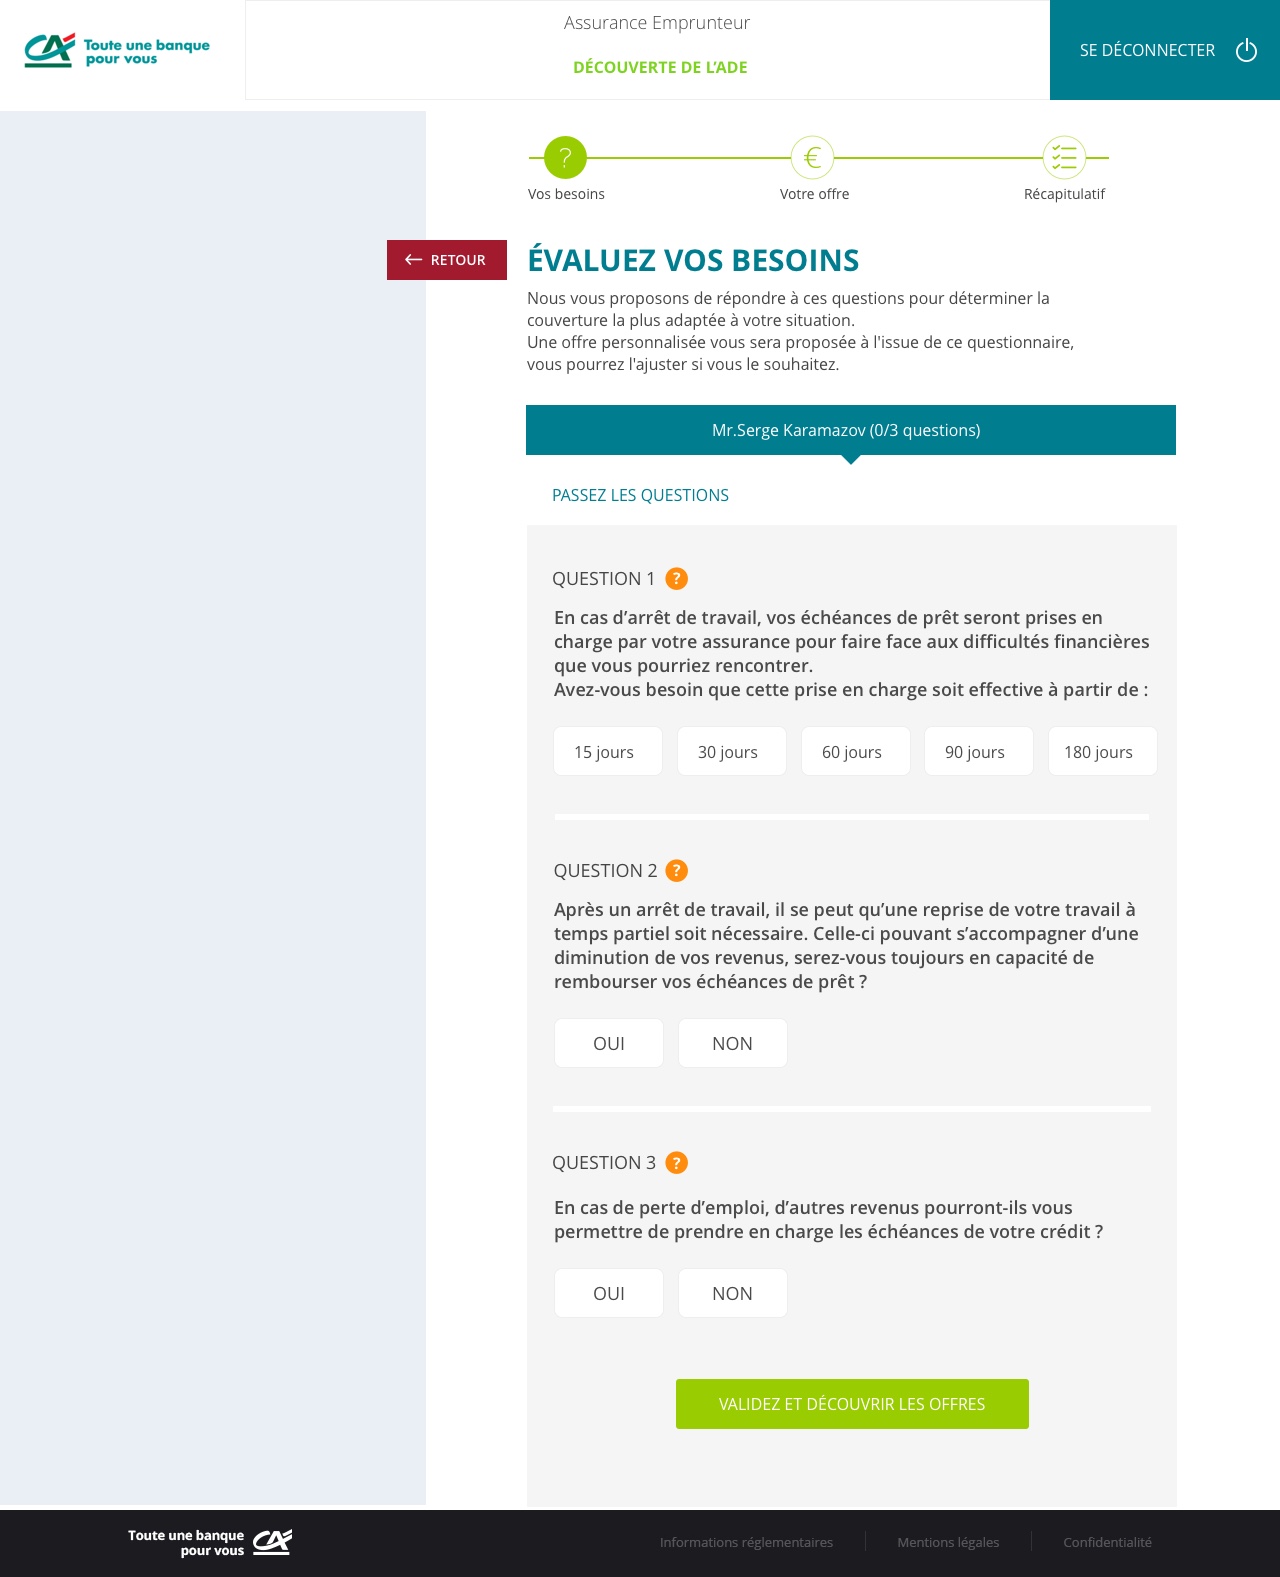 Toute une banque
pour vous
Assurance Emprunteur
DÉCOUVERTE DE L’ADE
SE DÉCONNECTER
?
€
Vos besoins
Votre offre
Récapitulatif
RETOUR
ÉVALUEZ VOS BESOINS
Nous vous proposons de répondre à ces questions pour déterminer la
couverture la plus adaptée à votre situation.
Une offre personnalisée vous sera proposée à l'issue de ce questionnaire,
vous pourrez l'ajuster si vous le souhaitez.
Mr.Serge Karamazov (0/3 questions)
PASSEZ LES QUESTIONS
QUESTION 1 ?
En cas d’arrêt de travail, vos échéances de prêt seront prises en
charge par votre assurance pour faire face aux difficultés financières
que vous pourriez rencontrer.
Avez-vous besoin que cette prise en charge soit effective à partir de :
15 jours
30 jours
60 jours
90 jours
180 jours
QUESTION 2 ?
Après un arrêt de travail, il se peut qu’une reprise de votre travail à
temps partiel soit nécessaire. Celle-ci pouvant s’accompagner d’une
diminution de vos revenus, serez-vous toujours en capacité de
rembourser vos échéances de prêt ?
OUI
NON
QUESTION 3 ?
En cas de perte d’emploi, d’autres revenus pourront-ils vous
permettre de prendre en charge les échéances de votre crédit ?
OUI
NON
VALIDEZ ET DÉCOUVRIR LES OFFRES
Toute une banque
pour vous
CA
Informations réglementaires
Mentions légales
Confidentialité